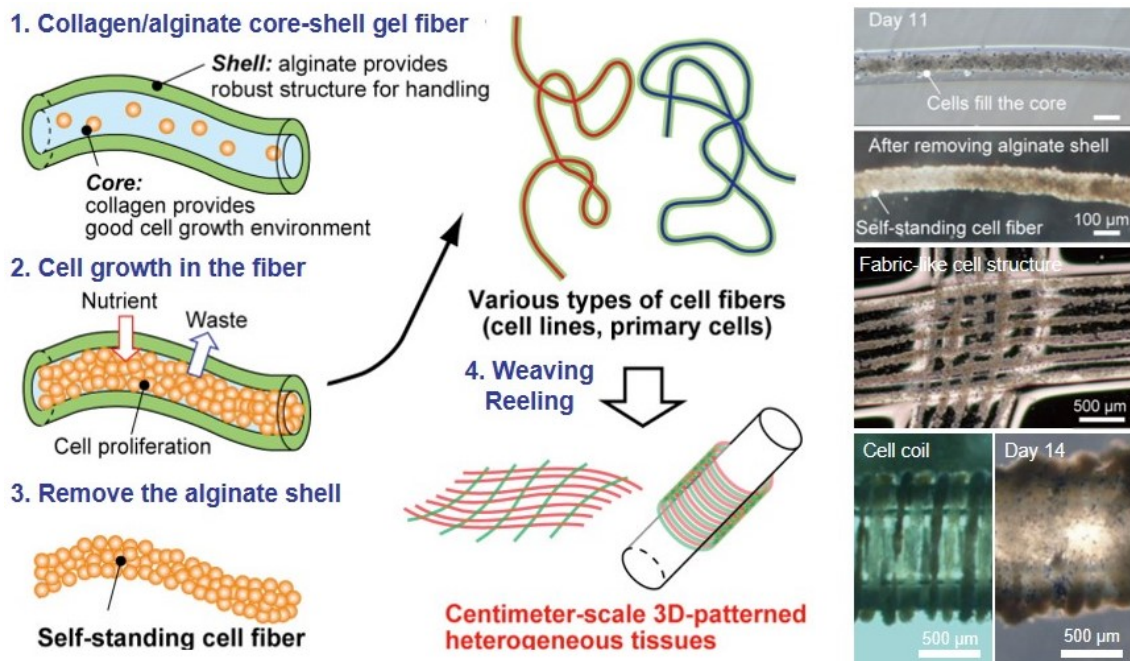 1. Collagen/alginate core-shell gel fiber
Shell: alginate provides
robust structure for handling
Core:
collagen provides
good cell growth environment
2. Cell growth in the fiber
Nutrient
Waste
Cell proliferation
3. Remove the alginate shell
Self-standing cell fiber
Various types of cell fibers
(cell lines, primary cells)
4. Weaving
Reeling
Centimeter-scale 3D-patterned
heterogeneous tissues
Day 11
Cells fill the core
After removing alginate shell
Self-standing cell fiber
100 µm
Fabric-like cell structure
500 µm
Cell coil
500 µm
Day 14
500 µm